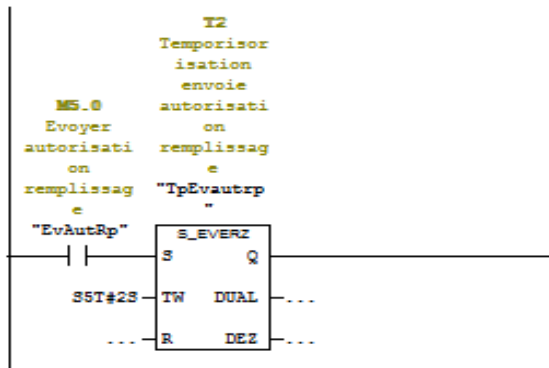 T2
Temporisor
isation
envoie
autorisati
on
remplissag
e
"TpEvautrp
"
M5.0
Evoyer
autorisati
on
remplissag
e
"EvAutRp"
S_EVERZ
S Q
S5T#2S TW DUAL ...
... R DEZ ...